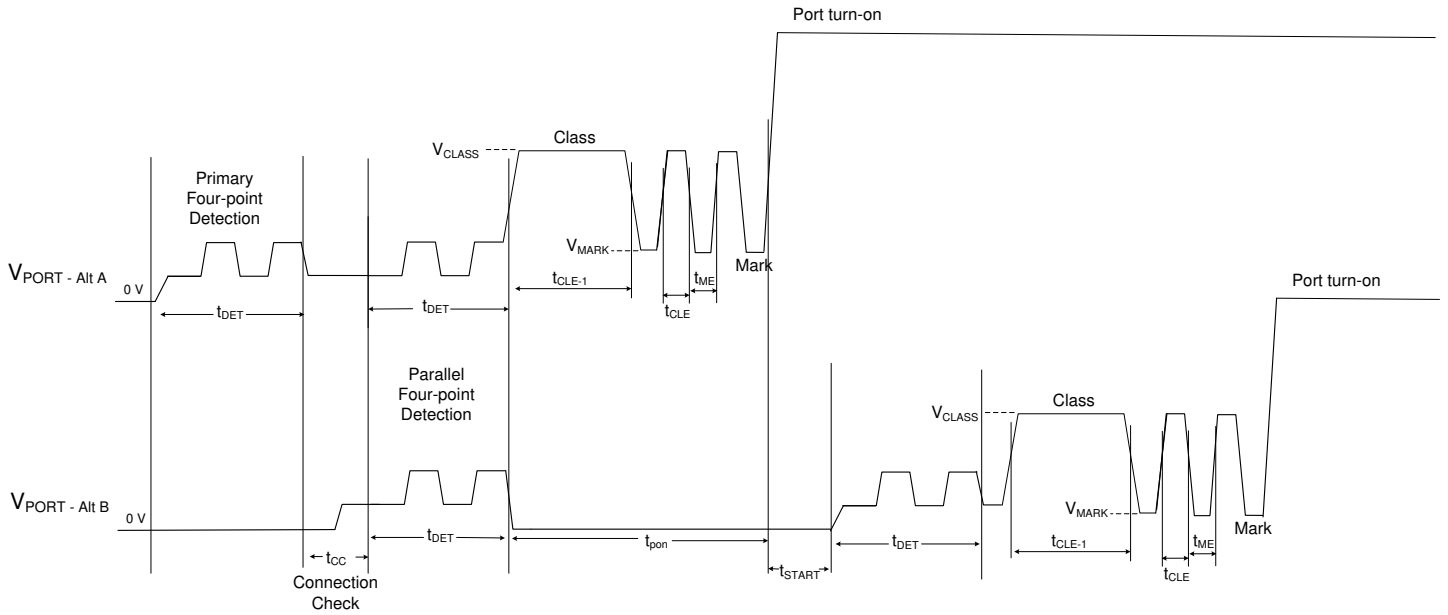 Port turn-on
Class
VCLASS
Primary
Four-point
Detection
VMARK
Mark
VPORT - Alt A
0 V
tCLE-1
tME
tDET
tDET
tCLE
Port turn-on
Parallel
Four-point
Detection
Class
VCLASS
VPORT - Alt B
0 V
VMARK
Mark
tCC
tDET
tpon
tDET
tCLE-1
tME
tSTART
tCLE
Connection
Check